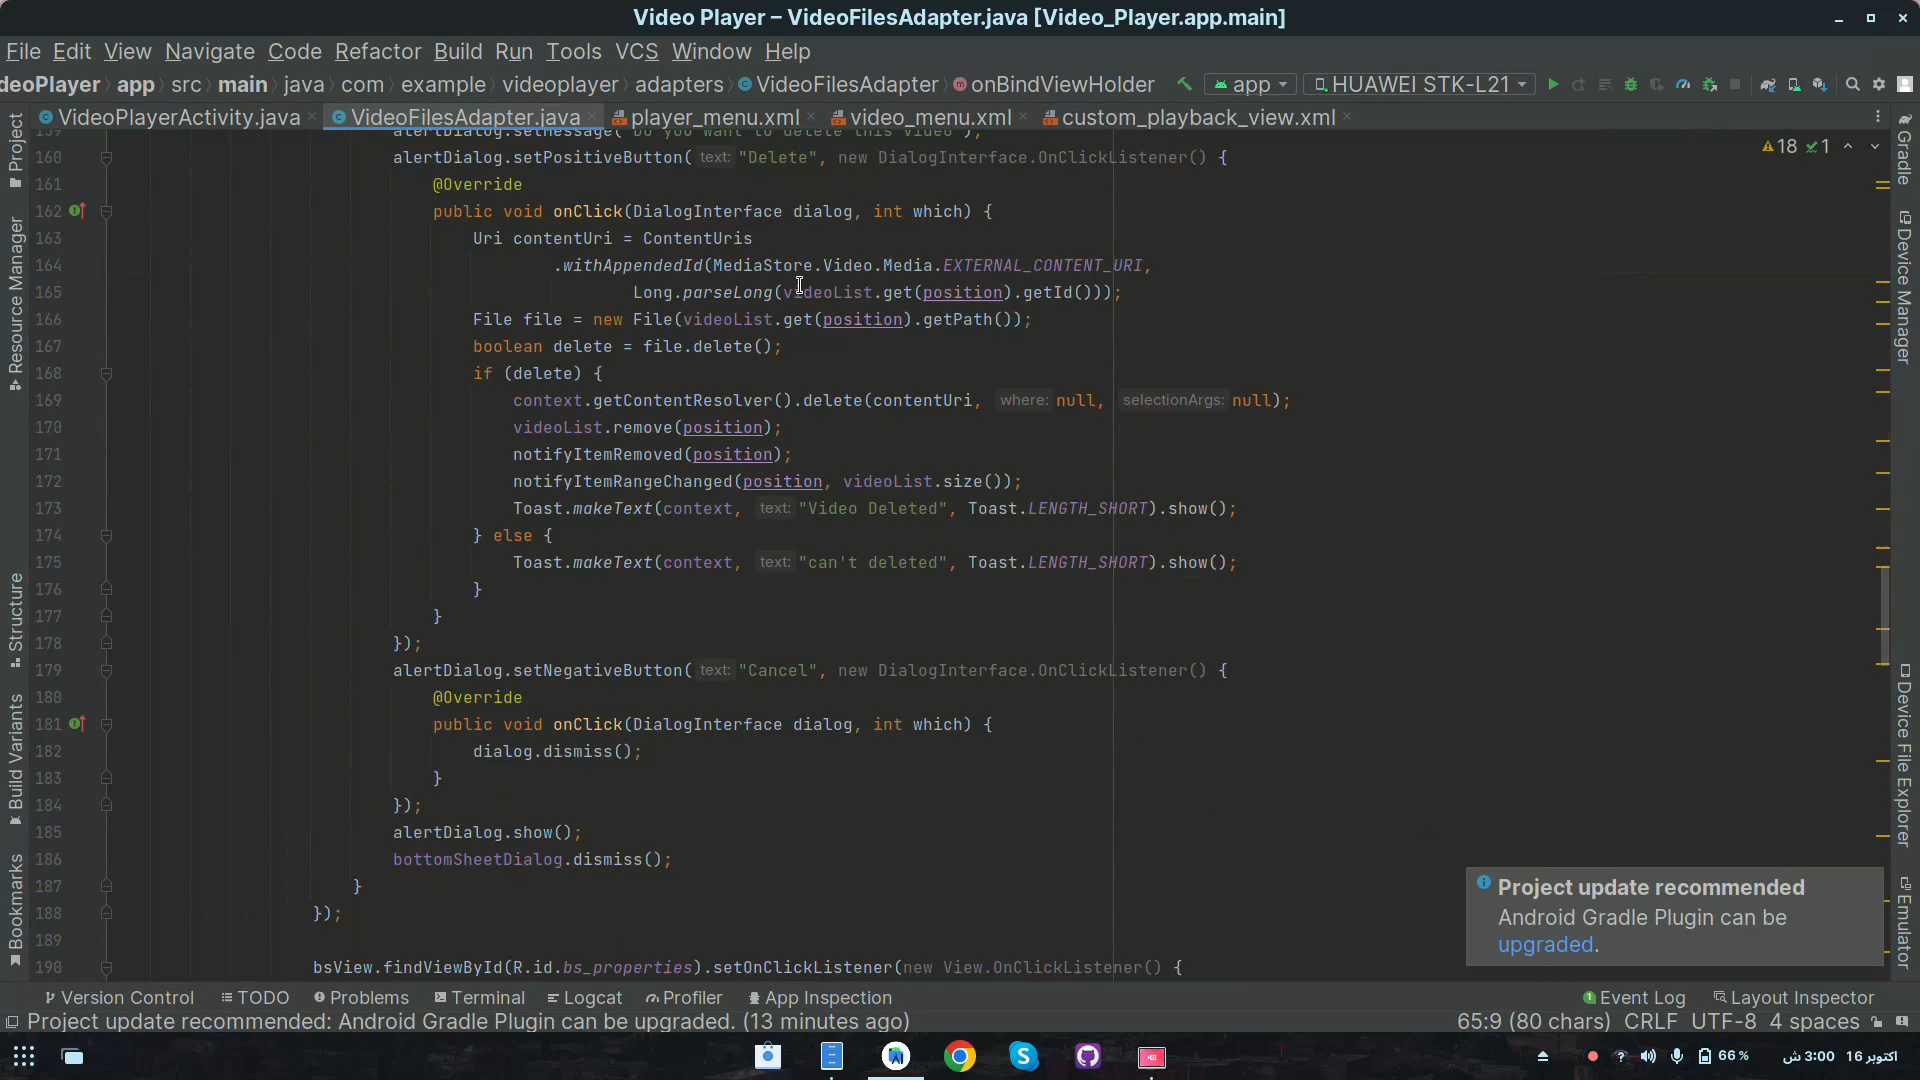 Video Player – VideoFilesAdapter.java [Video_Player.app.main]
File Edit View Navigate Code Refactor Build Run Tools VCS Window Help
deoPlayer app src main java com example videoplayer adapters VideoFilesAdapter onBindViewHolder app HUAWEI STK-L21
VideoPlayerActivity.java VideoFilesAdapter.java player_menu.xml video_menu.xml custom_playback_view.xml
159 alertDialog.setMessage("Do you want to delete this video");
160 alertDialog.setPositiveButton( text: "Delete", new DialogInterface.OnClickListener() {
161 @Override
162 public void onClick(DialogInterface dialog, int which) {
163 Uri contentUri = ContentUris
164 .withAppendedId(MediaStore.Video.Media.EXTERNAL_CONTENT_URI,
165 Long.parseLong(videoList.get(position).getId()));
166 File file = new File(videoList.get(position).getPath());
167 boolean delete = file.delete();
168 if (delete) {
169 context.getContentResolver().delete(contentUri, where: null, selectionArgs: null);
170 videoList.remove(position);
171 notifyItemRemoved(position);
172 notifyItemRangeChanged(position, videoList.size());
173 Toast.makeText(context, text: "Video Deleted", Toast.LENGTH_SHORT).show();
174 } else {
175 Toast.makeText(context, text: "can't deleted", Toast.LENGTH_SHORT).show();
176 }
177 }
178 });
179 alertDialog.setNegativeButton( text: "Cancel", new DialogInterface.OnClickListener() {
180 @Override
181 public void onClick(DialogInterface dialog, int which) {
182 dialog.dismiss();
183 }
184 });
185 alertDialog.show();
186 bottomSheetDialog.dismiss();
187 }
188 });
189
190 bsView.findViewById(R.id.bs_properties).setOnClickListener(new View.OnClickListener() {
18 1
Project
Resource Manager
Structure
Build Variants
Bookmarks
Gradle
Device Manager
Device File Explorer
Emulator
Project update recommended
Android Gradle Plugin can be
upgraded.
Version Control TODO Problems Terminal Logcat Profiler App Inspection 1 Event Log Layout Inspector
Project update recommended: Android Gradle Plugin can be upgraded. (13 minutes ago) 65:9 (80 chars) CRLF UTF-8 4 spaces
66 % 3:00 ش اکتوبر 16